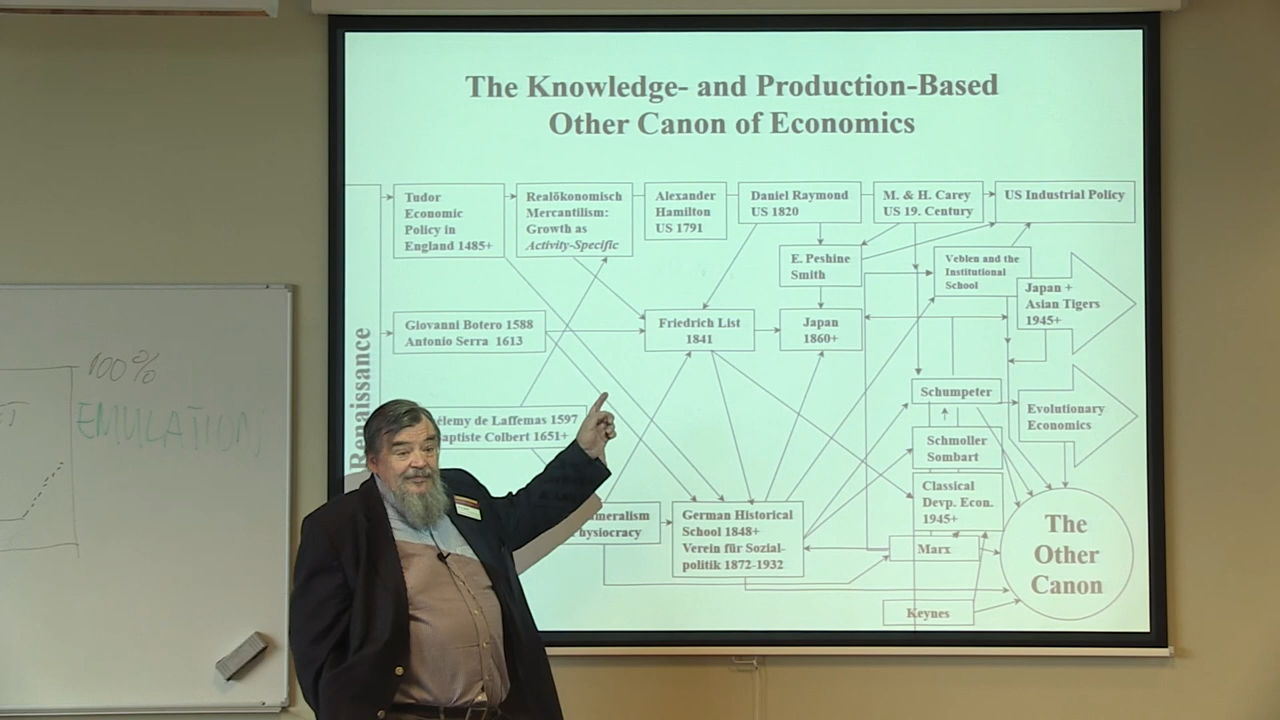 The Knowledge- and Production-Based
Other Canon of Economics
Tudor
Economic
Policy in
England 1485+
Realökonomisch
Mercantilism:
Growth as
Activity-Specific
Alexander
Hamilton
US 1791
Daniel Raymond
US 1820
M. & H. Carey
US 19. Century
US Industrial Policy
E. Peshine
Smith
Veblen and the
Institutional
School
Japan +
Asian Tigers
1945+
Giovanni Botero 1588
Antonio Serra 1613
Friedrich List
1841
Japan
1860+
Renaissance
100%
EMULATION
Schumpeter
Evolutionary
Economics
de Laffemas 1597
Colbert 1651+
Schmoller
Sombart
Classical
Devp. Econ.
1945+
German Historical
School 1848+
Verein für Sozial-
politik 1872-1932
Marx
Keynes
The
Other
Canon